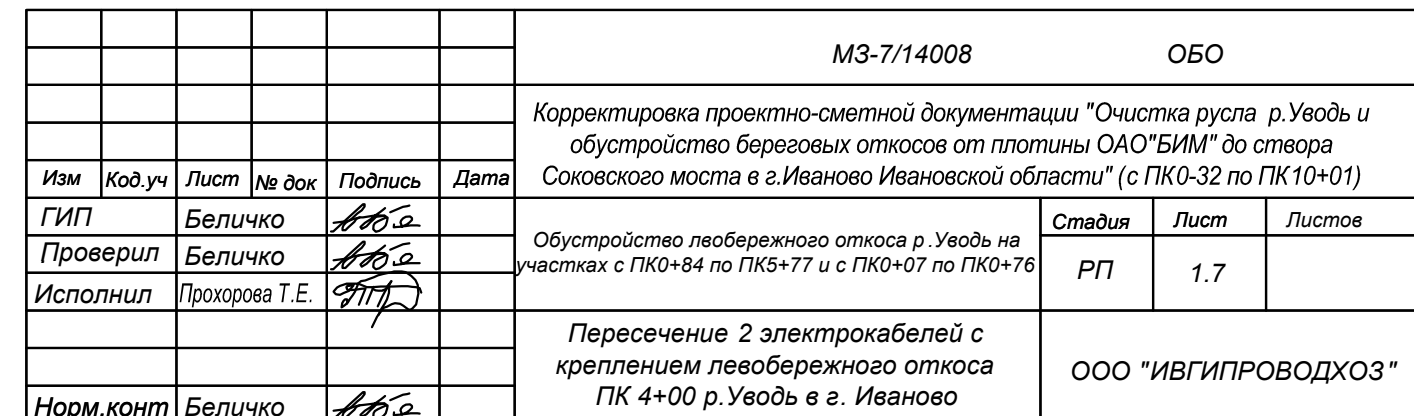 МЗ-7/14008 ОБО
Корректировка проектно-сметной документации "Очистка русла р.Уводь и
обустройство береговых откосов от плотины ОАО"БИМ" до створа
Соковского моста в г.Иваново Ивановской области" (с ПК0-32 по ПК10+01)
Изм Код.уч Лист № док Подпись Дата
ГИП Беличко
Проверил Беличко
Исполнил Прохорова Т.Е.
Норм.конт Беличко
Обустройство лвобережного откоса р.Уводь на
участках с ПК0+84 по ПК5+77 и с ПК0+07 по ПК0+76
Стадия Лист Листов
РП 1.7
Пересечение 2 электрокабелей с
креплением левобережного откоса
ПК 4+00 р.Уводь в г. Иваново
ООО "ИВГИПРОВОДХОЗ"